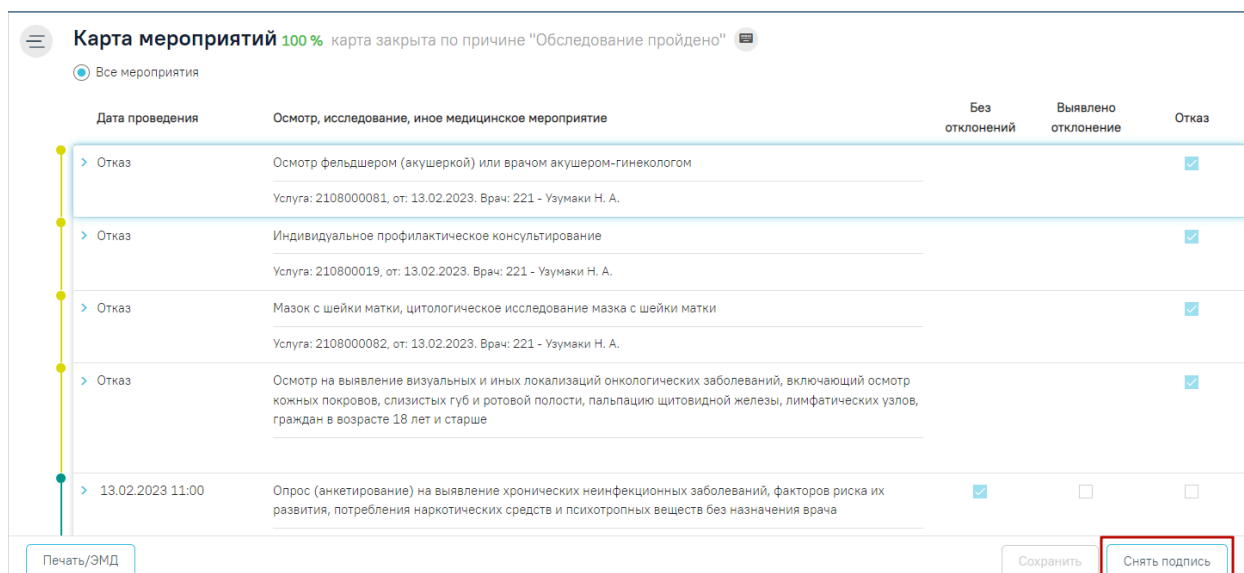 Карта мероприятий 100 % карта закрыта по причине "Обследование пройдено"
Все мероприятия
Дата проведения Осмотр, исследование, иное медицинское мероприятие Без отклонений Выявлено отклонение Отказ
Отказ Осмотр фельдшером (акушеркой) или врачом акушером-гинекологом
Услуга: 2108000081, от: 13.02.2023. Врач: 221 - Узумаки Н. А.
Отказ Индивидуальное профилактическое консультирование
Услуга: 210800019, от: 13.02.2023. Врач: 221 - Узумаки Н. А.
Отказ Мазок с шейки матки, цитологическое исследование мазка с шейки матки
Услуга: 2108000082, от: 13.02.2023. Врач: 221 - Узумаки Н. А.
Отказ Осмотр на выявление визуальных и иных локализаций онкологических заболеваний, включающий осмотр
кожных покровов, слизистых губ и ротовой полости, пальпацию щитовидной железы, лимфатических узлов,
граждан в возрасте 18 лет и старше
13.02.2023 11:00 Опрос (анкетирование) на выявление хронических неинфекционных заболеваний, факторов риска их
развития, потребления наркотических средств и психотропных веществ без назначения врача
Печать/ЭМД Сохранить Снять подпись